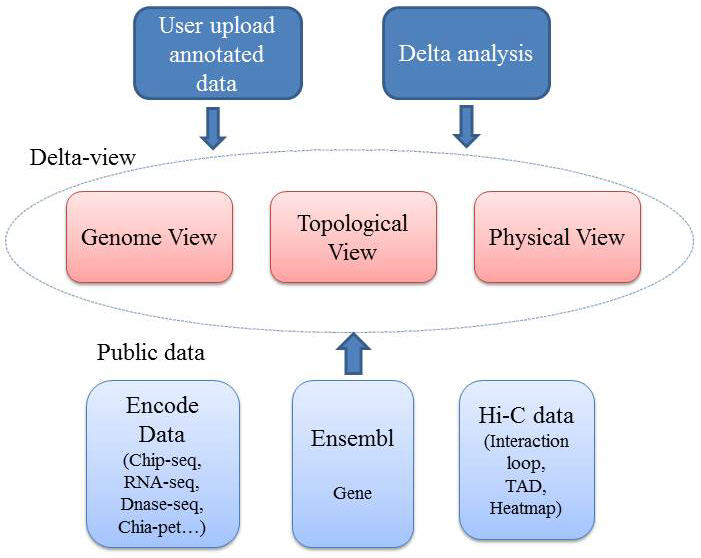 User upload
annotated
data
Delta analysis
Delta-view
Genome View
Topological
View
Physical View
Public data
Encode
Data
(Chip-seq,
RNA-seq,
Dnase-seq,
Chia-pet…)
Ensembl
Gene
Hi-C data
(Interaction
loop,
TAD,
Heatmap)